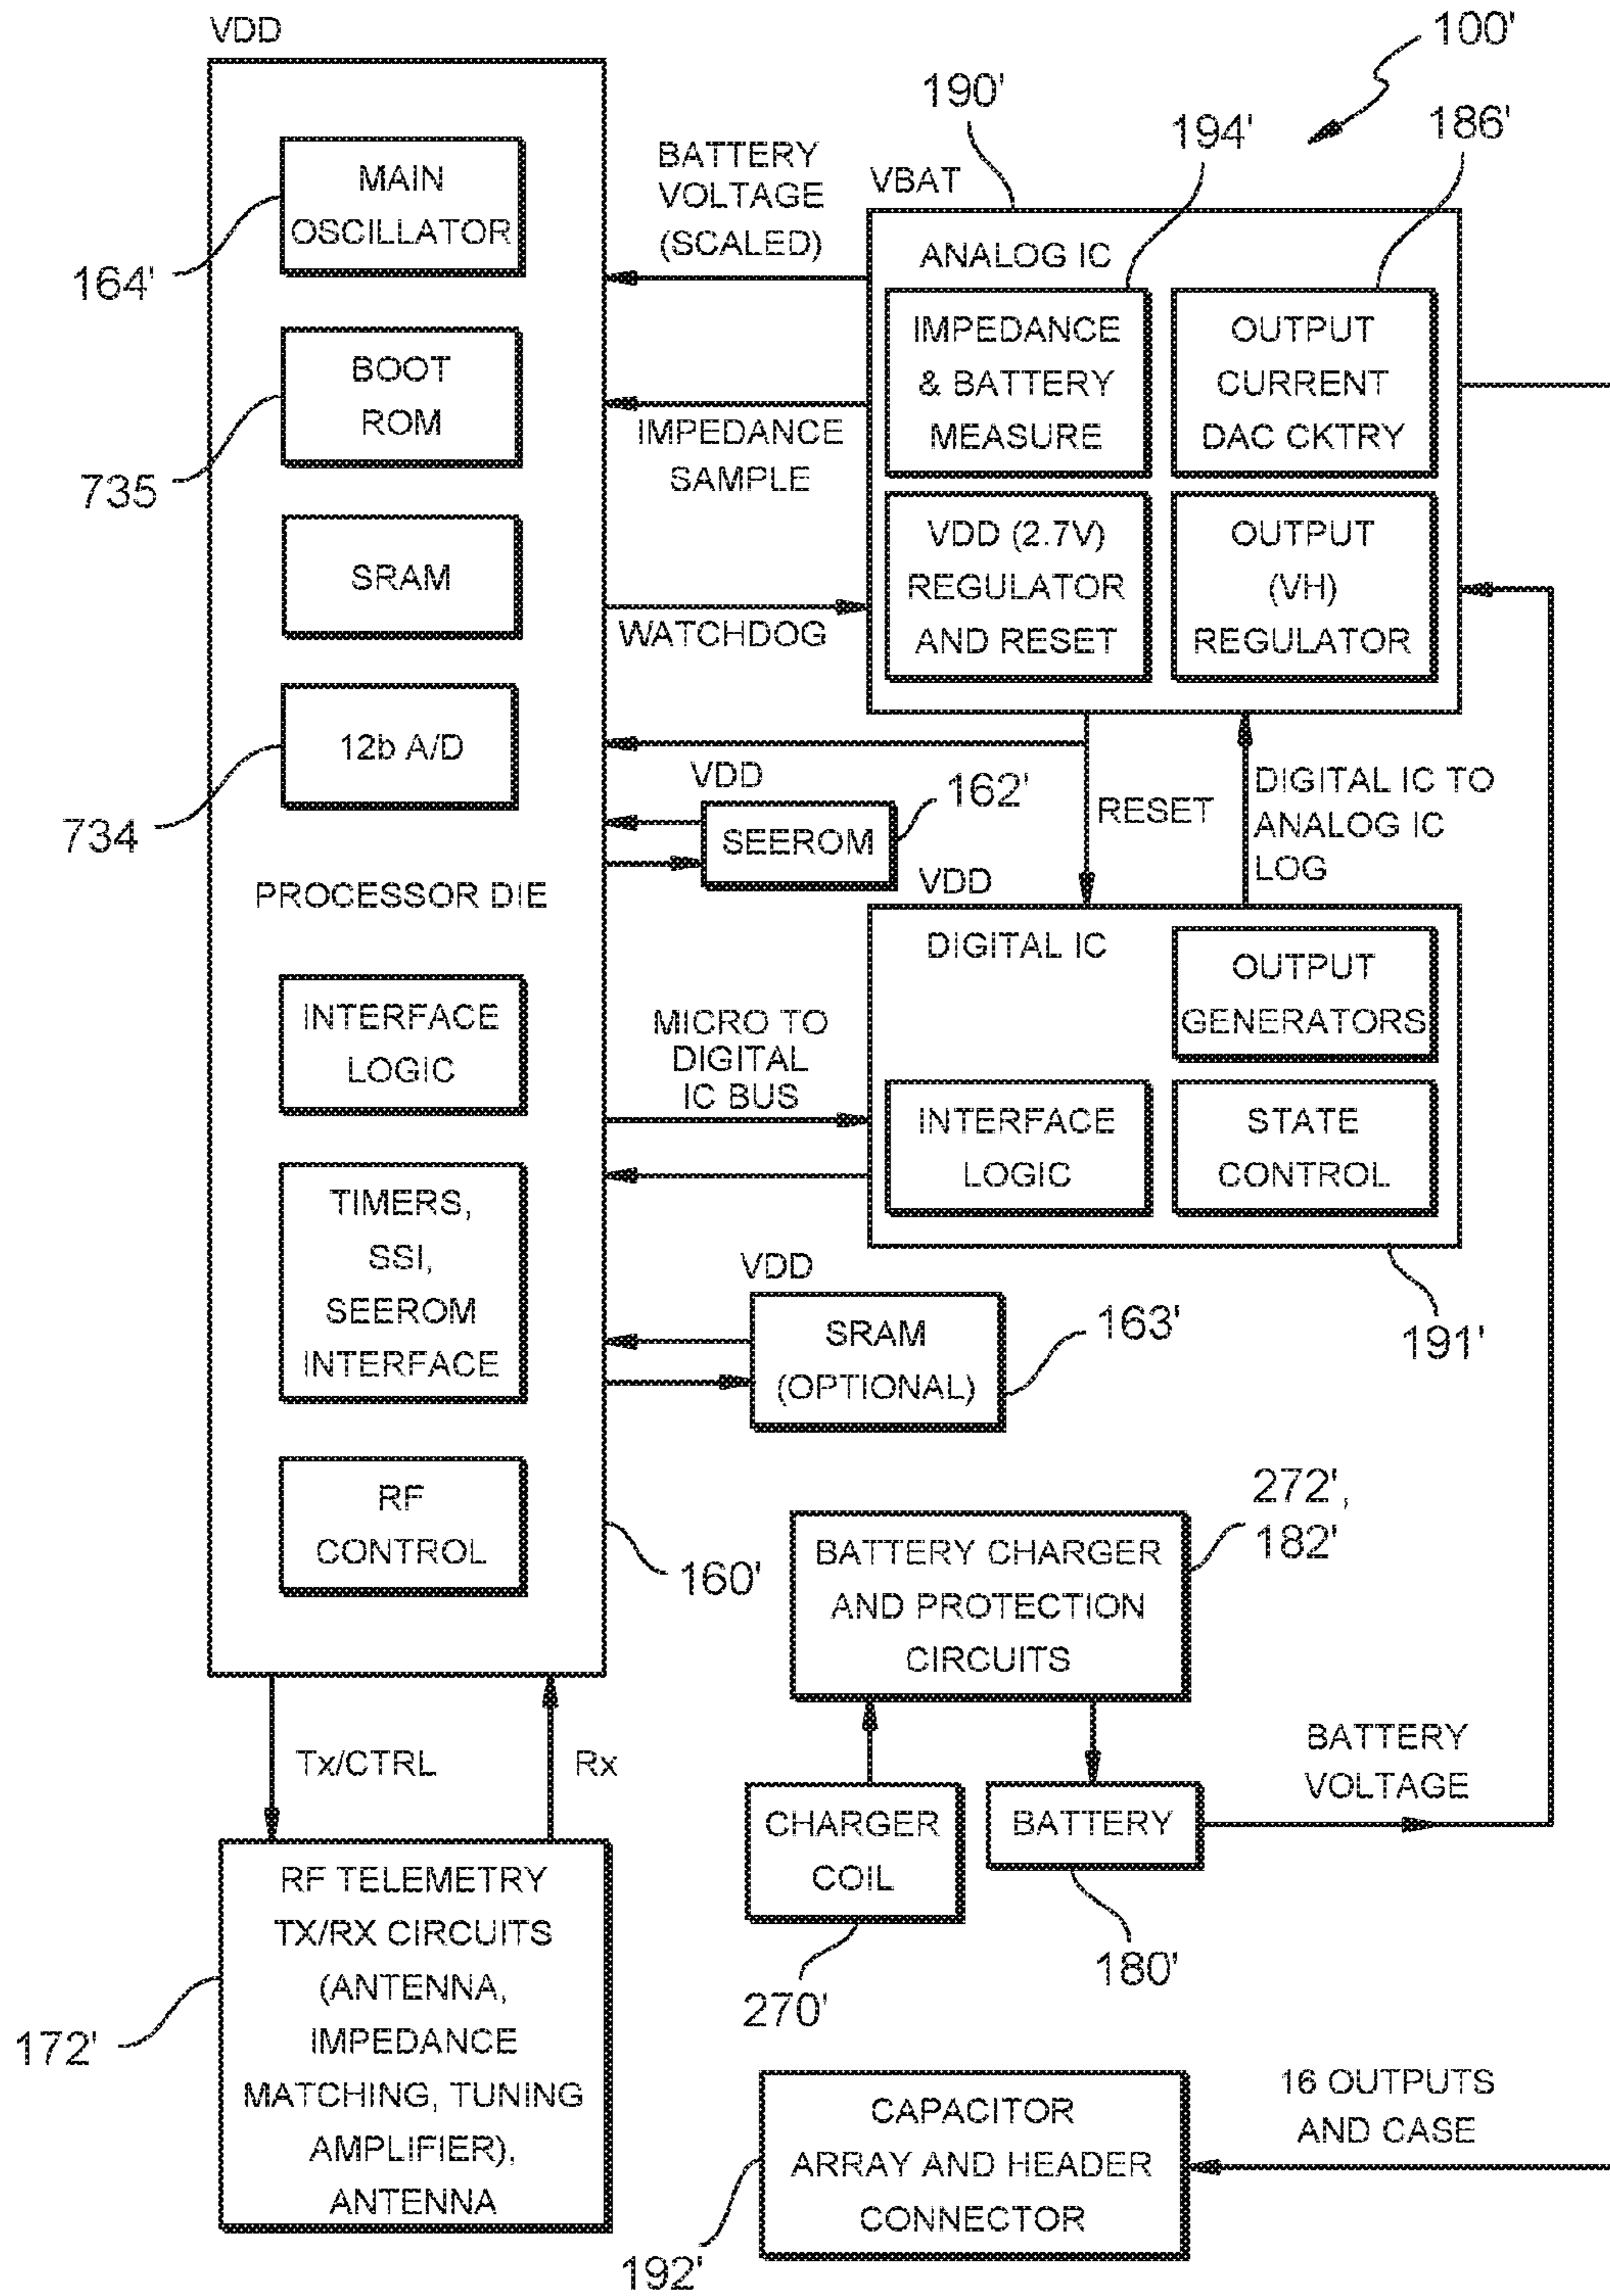 VDD
100'
190'
194'
186'
MAIN
OSCILLATOR
164'
BATTERY
VOLTAGE
(SCALED)
VBAT
ANALOG IC
BOOT
ROM
735
IMPEDANCE
SAMPLE
IMPEDANCE
& BATTERY
MEASURE
OUTPUT
CURRENT
DAC CKTRY
SRAM
WATCHDOG
VDD (2.7V)
REGULATOR
AND RESET
OUTPUT
(VH)
REGULATOR
12b A/D
734
VDD
SEEROM
162'
RESET
DIGITAL IC TO
ANALOG IC
LOG
PROCESSOR DIE
VDD
DIGITAL IC
OUTPUT
GENERATORS
INTERFACE
LOGIC
MICRO TO
DIGITAL
IC BUS
INTERFACE
LOGIC
STATE
CONTROL
191'
TIMERS,
SSI,
SEEROM
INTERFACE
VDD
SRAM
(OPTIONAL)
163'
RF
CONTROL
160'
BATTERY CHARGER
AND PROTECTION
CIRCUITS
272',
182'
Tx/CTRL
Rx
CHARGER
COIL
270'
BATTERY
180'
BATTERY
VOLTAGE
RF TELEMETRY
TX/RX CIRCUITS
(ANTENNA,
IMPEDANCE
MATCHING, TUNING
AMPLIFIER),
ANTENNA
172'
CAPACITOR
ARRAY AND HEADER
CONNECTOR
192'
16 OUTPUTS
AND CASE